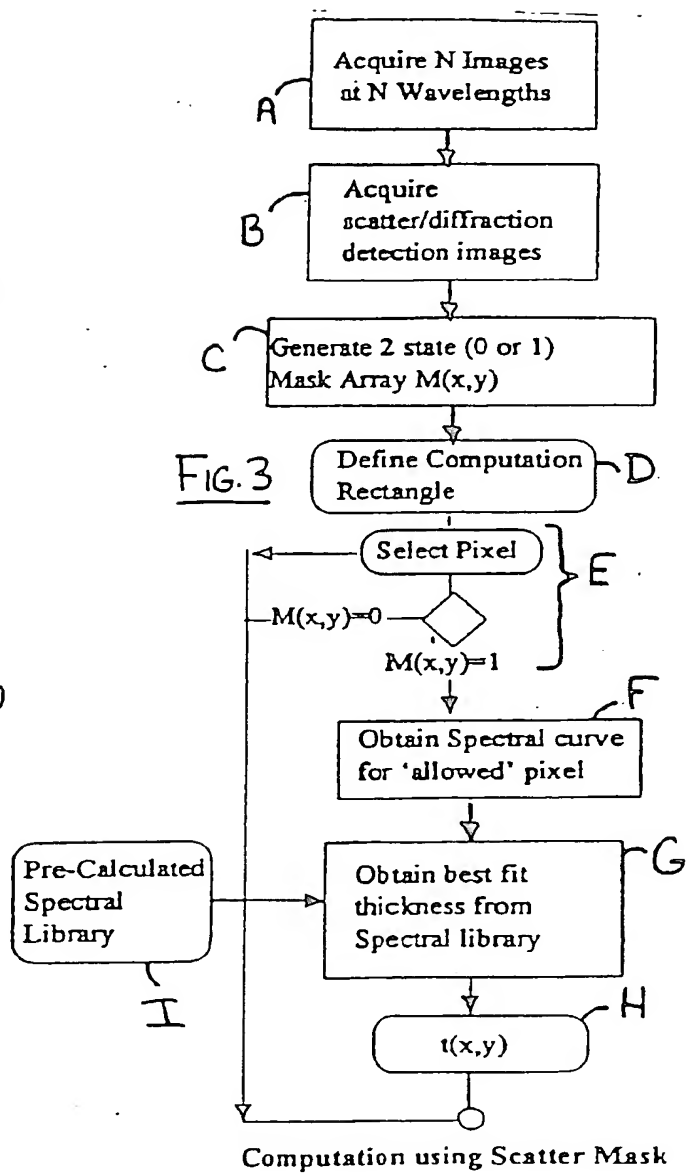 Acquire N Images
at N Wavelengths
A
Acquire
scatter/diffraction
detection images
B
C
Generate 2 state (0 or 1)
Mask Array M(x,y)
FIG. 3
Define Computation
Rectangle
D
Select Pixel
E
M(x,y)=0
M(x,y)=1
F
Obtain Spectral curve
for 'allowed' pixel
G
Pre-Calculated
Spectral
Library
Obtain best fit
thickness from
Spectral library
I
H
t(x,y)
Computation using Scatter Mask